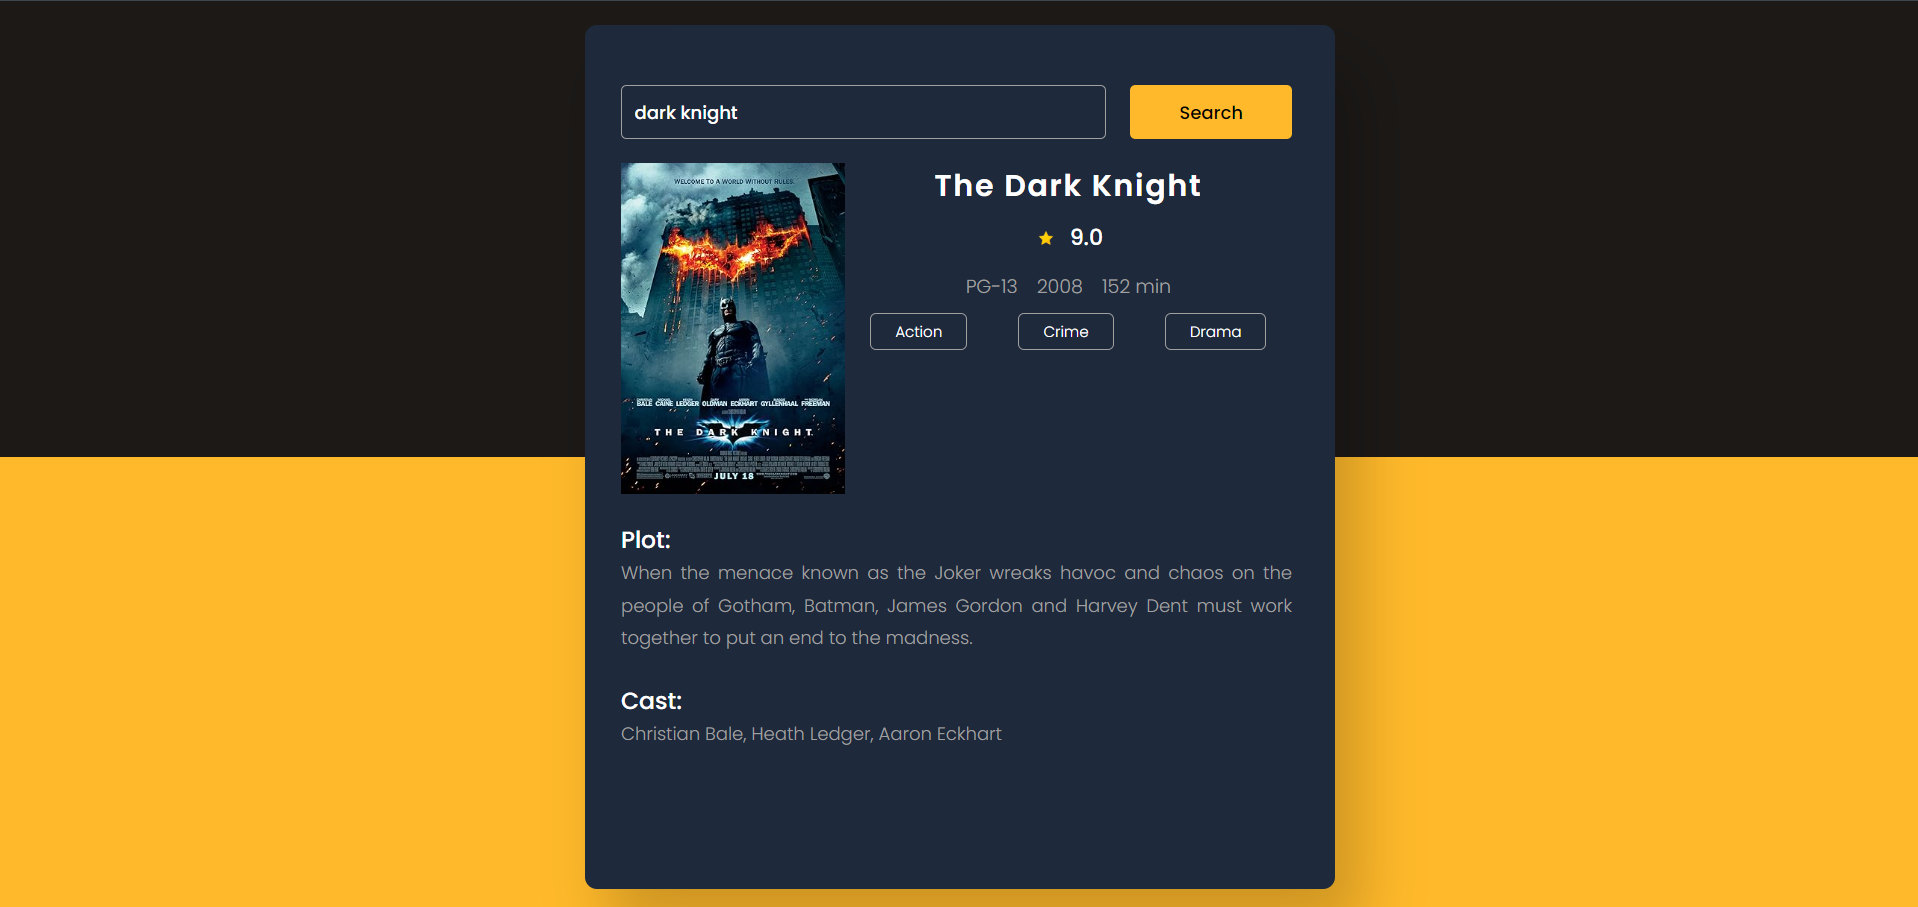 dark knight
Search
WELCOME TO A WORLD WITHOUT RULES.
BALE CAINE LEDGER OLDMAN ECKHART GYLLENHAAL FREEMAN
THE DARK KNIGHT
JULY 18
The Dark Knight
9.0
PG-13 2008 152 min
Action Crime Drama
Plot:
When the menace known as the Joker wreaks havoc and chaos on the
people of Gotham, Batman, James Gordon and Harvey Dent must work
together to put an end to the madness.
Cast:
Christian Bale, Heath Ledger, Aaron Eckhart